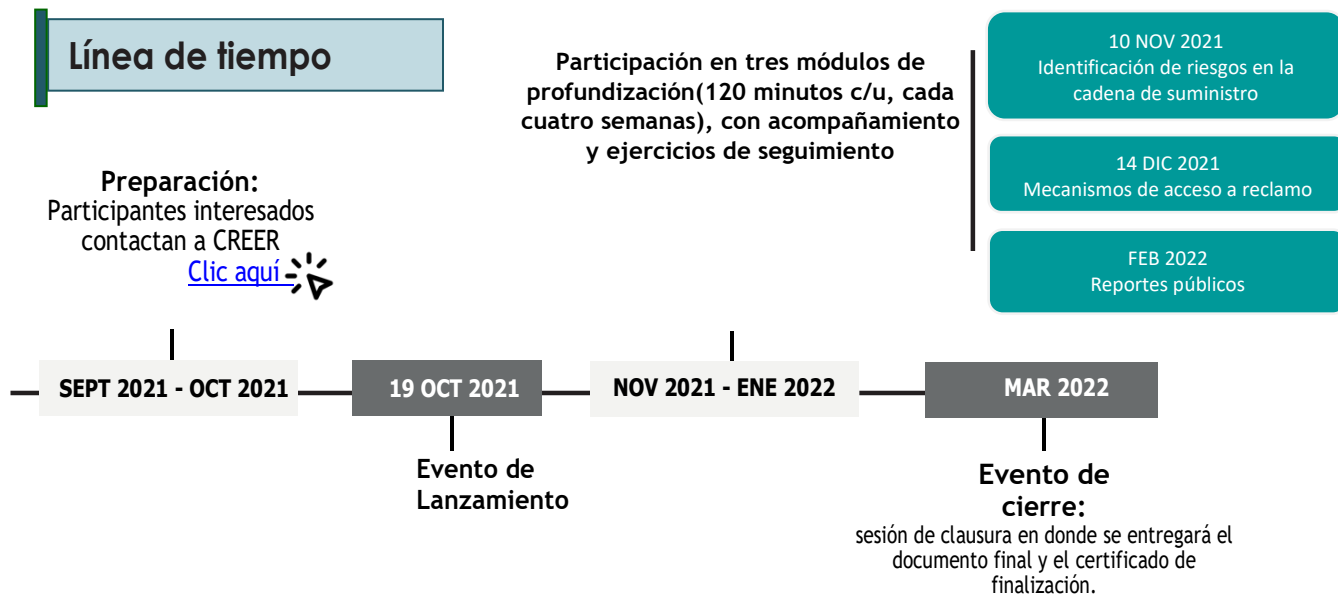 Línea de tiempo
Participación en tres módulos de
profundización(120 minutos c/u, cada
cuatro semanas), con acompañamiento
y ejercicios de seguimiento
10 NOV 2021
Identificación de riesgos en la
cadena de suministro
14 DIC 2021
Mecanismos de acceso a reclamo
FEB 2022
Reportes públicos
Preparación:
Participantes interesados
contactan a CREER
Clic aquí
SEPT 2021 - OCT 2021
19 OCT 2021
NOV 2021 - ENE 2022
MAR 2022
Evento de
Lanzamiento
Evento de
cierre:
sesión de clausura en donde se entregará el
documento final y el certificado de
finalización.